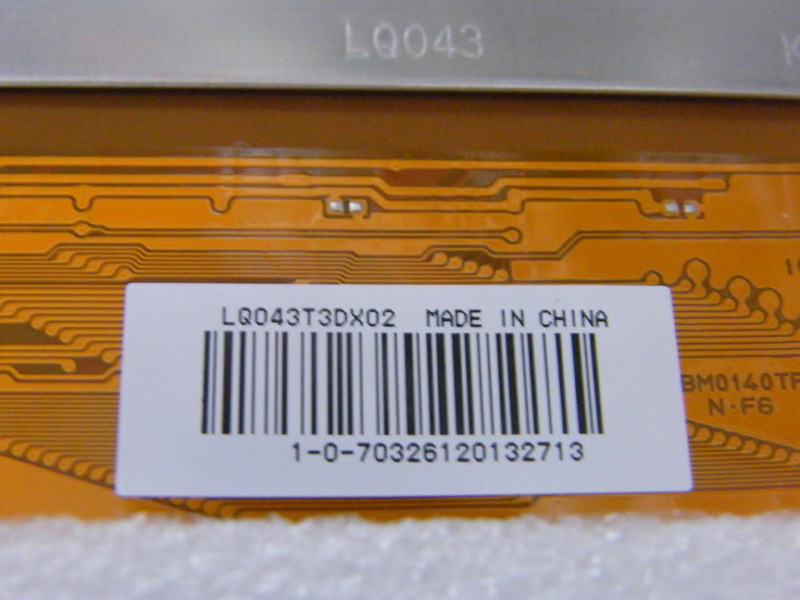 LQ043
K
LQ043T3DX02 MADE IN CHINA
1-0-70326120132713
BM0140TF
N·F6